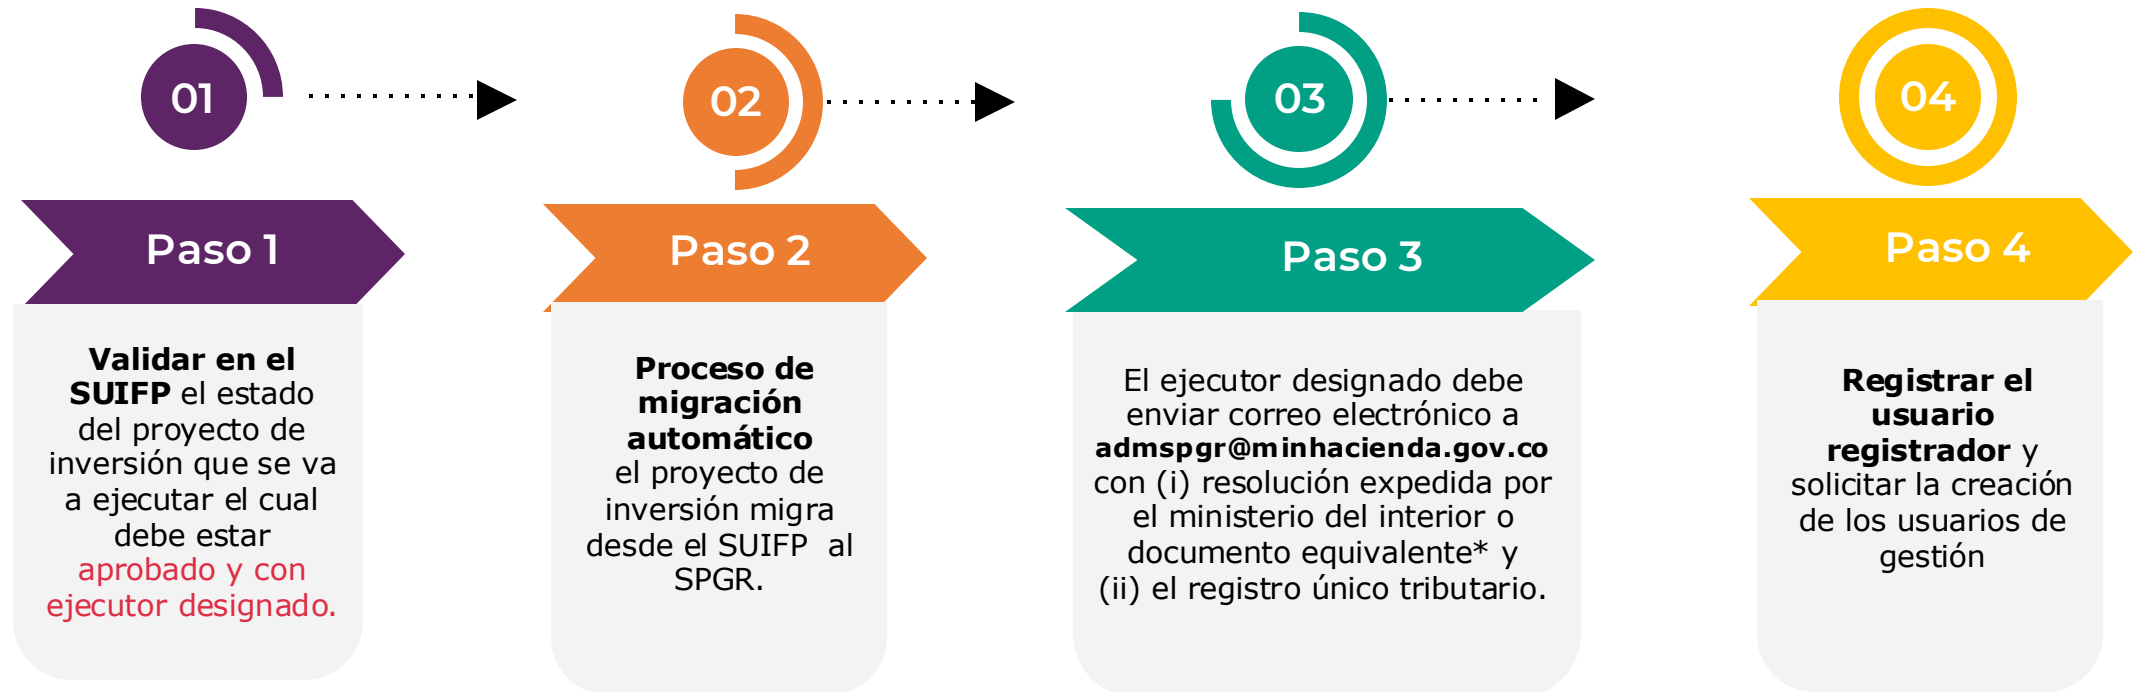 01
02
03
04
Paso 1
Validar en el
SUIFP el estado
del proyecto de
inversión que se va
a ejecutar el cual
debe estar
aprobado y con
ejecutor designado.
Paso 2
Proceso de
migración
automático
el proyecto de
inversión migra
desde el SUIFP al
SPGR.
Paso 3
El ejecutor designado debe
enviar correo electrónico a
admspgr@minhacienda.gov.co
con (i) resolución expedida por
el ministerio del interior o
documento equivalente* y
(ii) el registro único tributario.
Paso 4
Registrar el
usuario
registrador y
solicitar la creación
de los usuarios de
gestión